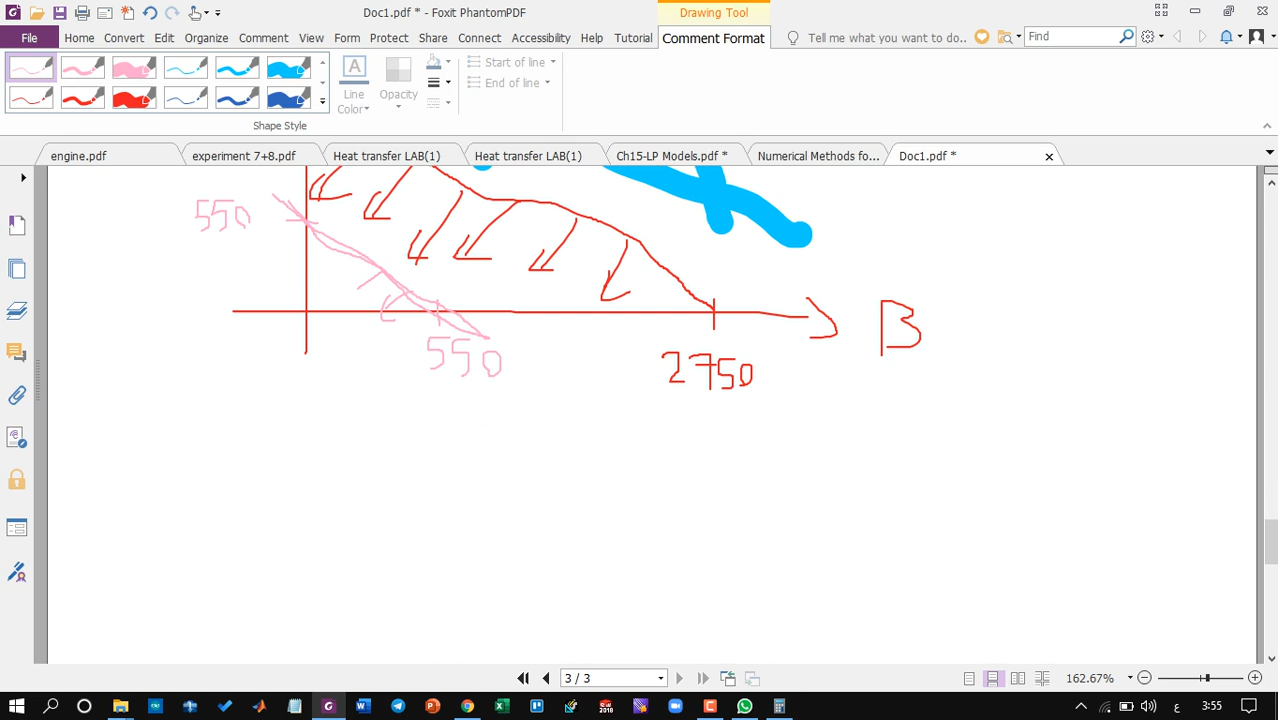 Doc1.pdf * - Foxit PhantomPDF
Drawing Tool
File Home Convert Edit Organize Comment View Form Protect Share Connect Accessibility Help Tutorial Comment Format Tell me what you want to do.. Find
Line Color
Opacity
Start of line
End of line
Shape Style
engine.pdf experiment 7+8.pdf Heat transfer LAB(1) Heat transfer LAB(1) Ch15-LP Models.pdf * Numerical Methods fo... Doc1.pdf *
550
B
550
2750
3 / 3
162.67%
ع 3:55